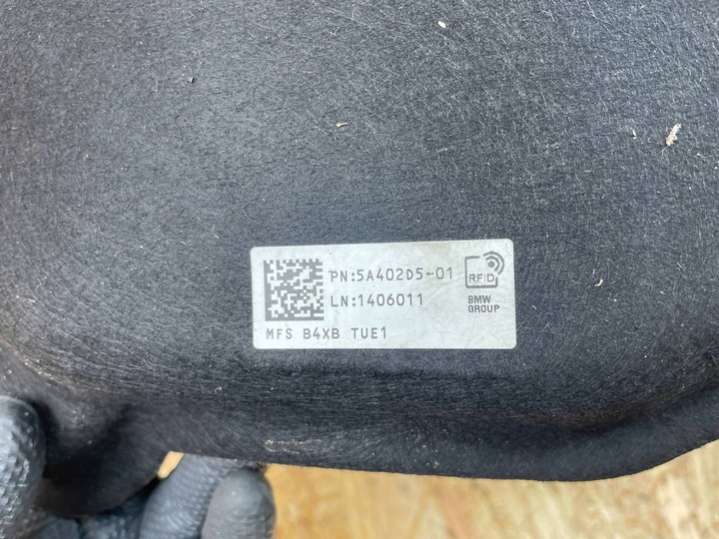 PN:5A402D5-01
LN:1406011
RFID
BMW
GROUP
MFS B4XB TUE1